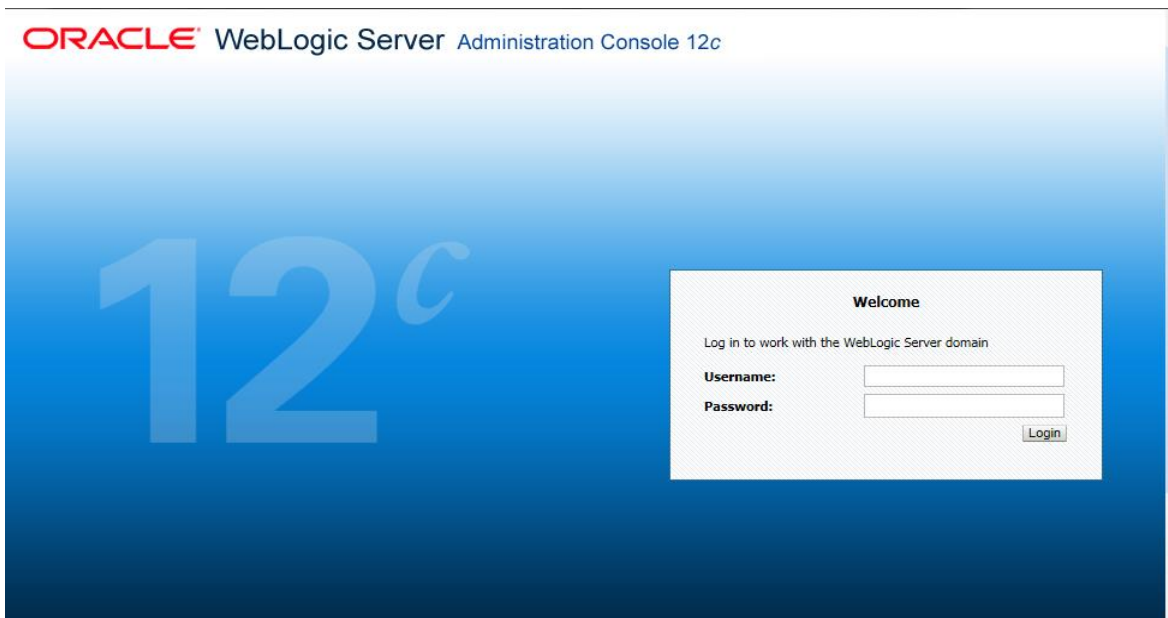 ORACLE WebLogic Server Administration Console 12c
12c
Welcome
Log in to work with the WebLogic Server domain
Username:
Password:
Login